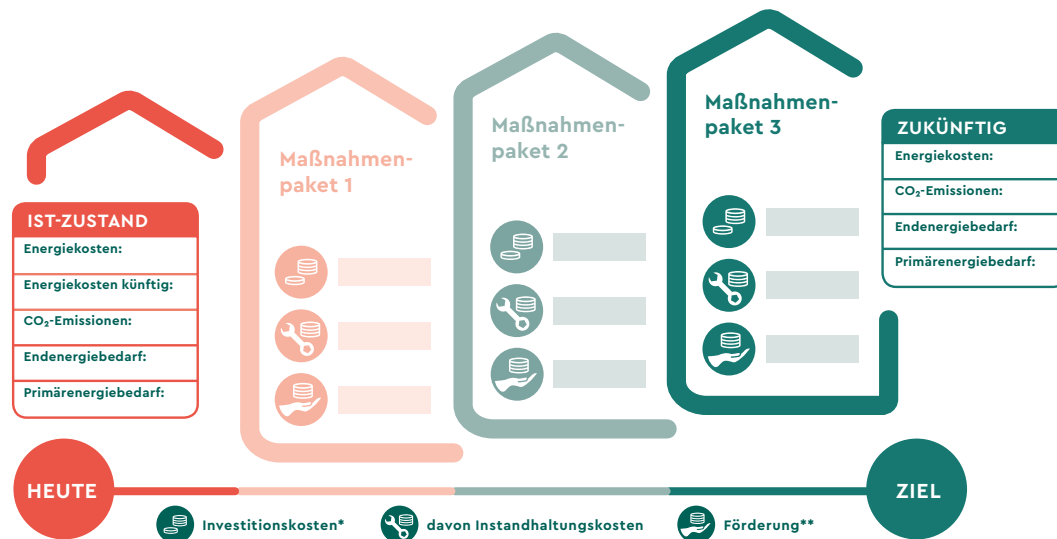 IST-ZUSTAND
Energiekosten:
Energiekosten künftig:
CO₂-Emissionen:
Endenergiebedarf:
Primärenergiebedarf:
Maßnahmen-
paket 1
Maßnahmen-
paket 2
Maßnahmen-
paket 3
ZUKÜNFTIG
Energiekosten:
CO₂-Emissionen:
Endenergiebedarf:
Primärenergiebedarf:
HEUTE
ZIEL
Investitionskosten*
davon Instandhaltungskosten
Förderung**